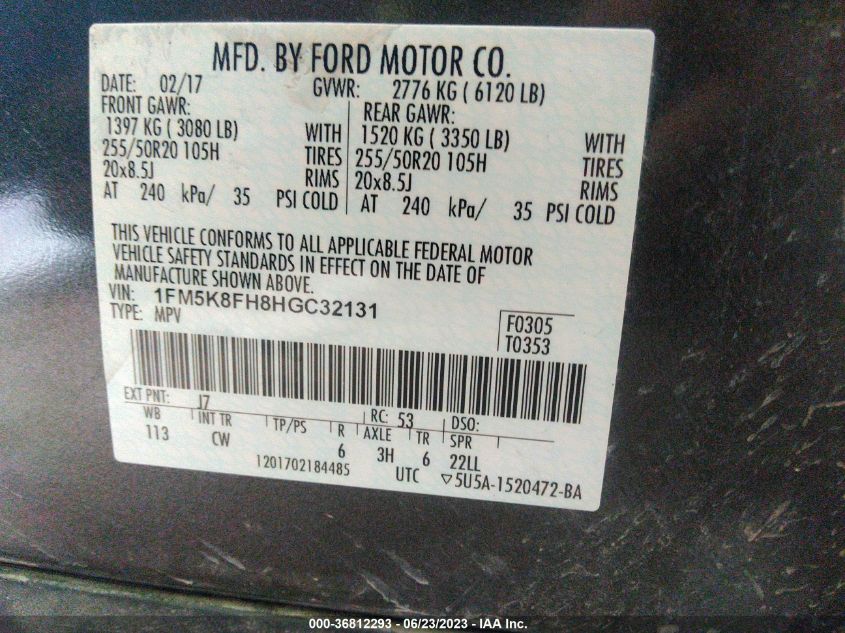 MFD. BY FORD MOTOR CO.
DATE: 02/17 GVWR: 2776 KG ( 6120 LB)
FRONT GAWR: REAR GAWR:
1397 KG ( 3080 LB) WITH 1520 KG ( 3350 LB) WITH
255/50R20 105H TIRES 255/50R20 105H TIRES
20x8.5J RIMS 20x8.5J RIMS
AT 240 kPa/ 35 PSI COLD AT 240 kPa/ 35 PSI COLD
THIS VEHICLE CONFORMS TO ALL APPLICABLE FEDERAL MOTOR
VEHICLE SAFETY STANDARDS IN EFFECT ON THE DATE OF
MANUFACTURE SHOWN ABOVE.
VIN: 1FM5K8FH8HGC32131
TYPE: MPV
F0305
T0353
EXT PNT: J7 RC: 53 DSO:
WB INT TR TP/PS R AXLE TR SPR
113 CW 6 3H 6 22LL
1201702184485 UTC ▽5U5A-1520472-BA
000-36812293 - 06/23/2023 - IAA Inc.